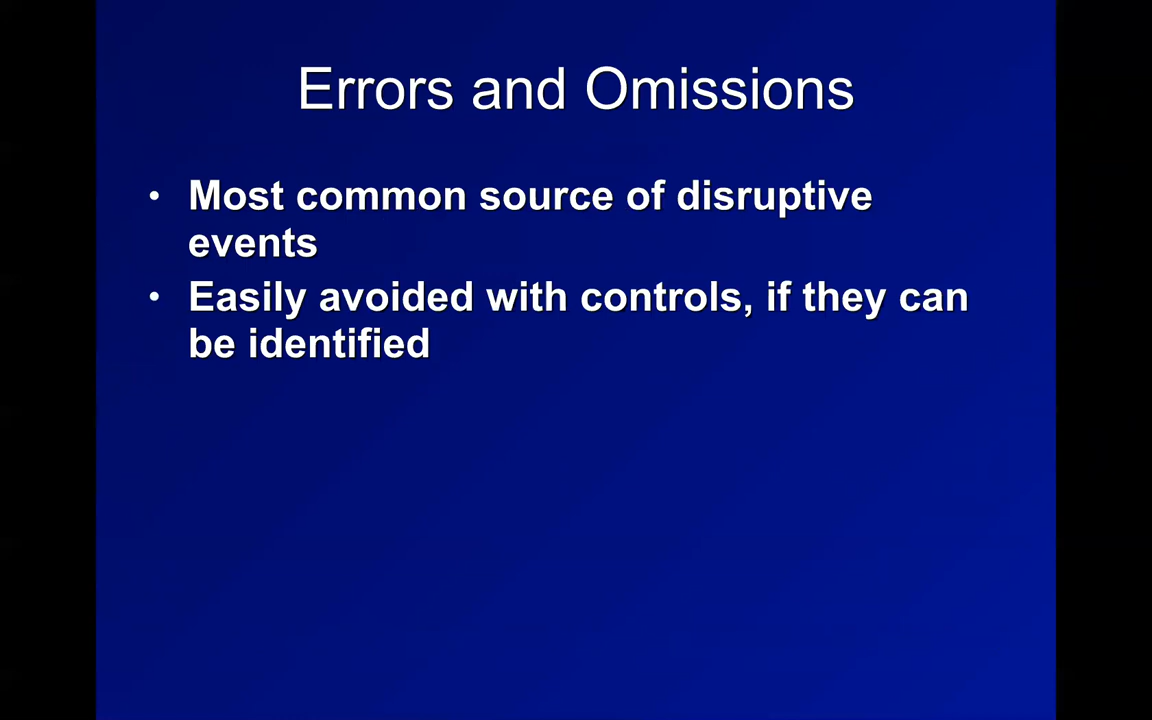 Errors and Omissions
• Most common source of disruptive
events
• Easily avoided with controls, if they can
be identified